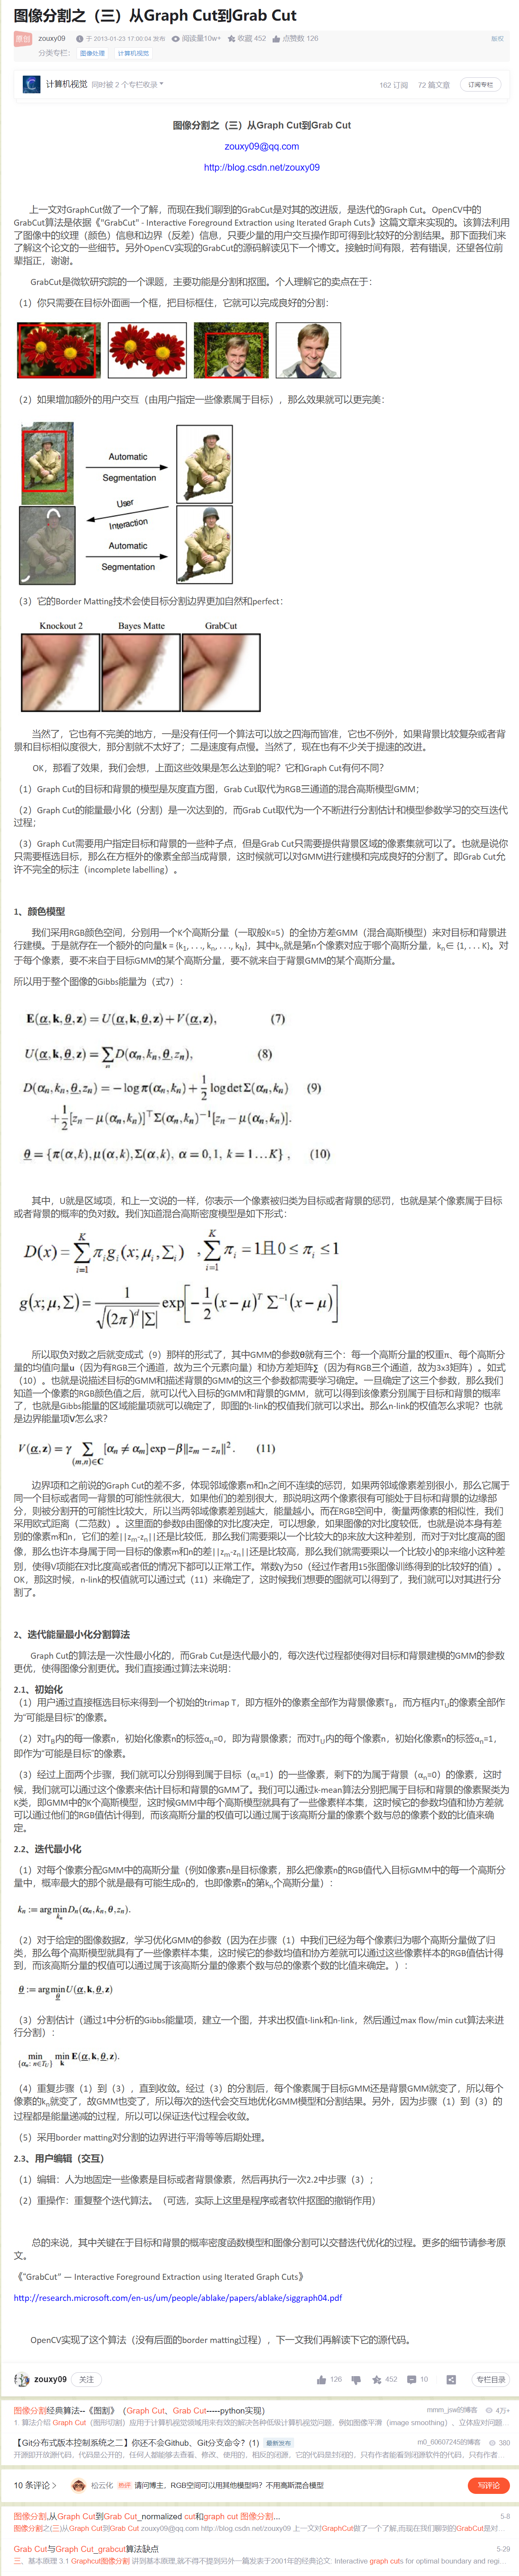 图像分割之（三）从Graph Cut到Grab Cut
原创
zouxy09
于 2013-01-23 17:00:04 发布
阅读量10w+
收藏 452
点赞数 126
版权
分类专栏：
图像处理
计算机视觉
计算机视觉 同时被 2 个专栏收录
162 订阅
72 篇文章
订阅专栏
图像分割之（三）从Graph Cut到Grab Cut
zouxy09@qq.com
http://blog.csdn.net/zouxy09
上一文对GraphCut做了一个了解，而现在我们聊到的GrabCut是对其的改进版，是迭代的Graph Cut。OpenCV中的
GrabCut算法是依据《"GrabCut" - Interactive Foreground Extraction using Iterated Graph Cuts》这篇文章来实现的。该算法利用
了图像中的纹理（颜色）信息和边界（反差）信息，只要少量的用户交互操作即可得到比较好的分割结果。那下面我们来
了解这个论文的一些细节。另外OpenCV实现的GrabCut的源码解读见下一个博文。接触时间有限，若有错误，还望各位前
辈指正，谢谢。
GrabCut是微软研究院的一个课题，主要功能是分割和抠图。个人理解它的卖点在于：
（1）你只需要在目标外面画一个框，把目标框住，它就可以完成良好的分割：
（2）如果增加额外的用户交互（由用户指定一些像素属于目标），那么效果就可以更完美：
Automatic
Segmentation
User
Interaction
Automatic
Segmentation
（3）它的Border Matting技术会使目标分割边界更加自然和perfect：
Knockout 2
Bayes Matte
GrabCut
当然了，它也有不完美的地方，一是没有任何一个算法可以放之四海而皆准，它也不例外，如果背景比较复杂或者背
景和目标相似度很大，那分割就不太好了；二是速度有点慢。当然了，现在也有不少关于提速的改进。
OK，那看了效果，我们会想，上面这些效果是怎么达到的呢？它和Graph Cut有何不同？
（1）Graph Cut的目标和背景的模型是灰度直方图，Grab Cut取代为RGB三通道的混合高斯模型GMM；
（2）Graph Cut的能量最小化（分割）是一次达到的，而Grab Cut取代为一个不断进行分割估计和模型参数学习的交互迭代
过程；
（3）Graph Cut需要用户指定目标和背景的一些种子点，但是Grab Cut只需要提供背景区域的像素集就可以了。也就是说你
只需要框选目标，那么在方框外的像素全部当成背景，这时候就可以对GMM进行建模和完成良好的分割了。即Grab Cut允
许不完全的标注（incomplete labelling）。
1、颜色模型
我们采用RGB颜色空间，分别用一个K个高斯分量（一取般K=5）的全协方差GMM（混合高斯模型）来对目标和背景进
行建模。于是就存在一个额外的向量k = {k1, . . ., kn, . . ., kN}，其中kn就是第n个像素对应于哪个高斯分量，kn∈ {1, . . . K}。对
于每个像素，要不来自于目标GMM的某个高斯分量，要不就来自于背景GMM的某个高斯分量。
所以用于整个图像的Gibbs能量为（式7）：
E(α,k,θ,z) = U(α,k,θ,z)+V(α,z), (7)
U(α,k,θ,z) = ∑n D(αn,kn,θ,zn), (8)
D(αn,kn,θ,zn) = −log π(αn,kn)+ 1/2 log det Σ(αn,kn) (9)
+ 1/2 [zn − μ(αn,kn)]⊤Σ(αn,kn)−1[zn − μ(αn,kn)].
θ = {π(α,k),μ(α,k),Σ(α,k), α=0,1, k=1...K} , (10)
其中，U就是区域项，和上一文说的一样，你表示一个像素被归类为目标或者背景的惩罚，也就是某个像素属于目标
或者背景的概率的负对数。我们知道混合高斯密度模型是如下形式：
D(x)=∑_{i=1}^{K} πi gi(x;μi,Σi) ，∑_{i=1}^{K} πi=1且0≤πi≤1
g(x;μ,Σ)= 1/√((2π)^d|Σ|) exp[−1/2 (x−μ)^T Σ^−1(x−μ)]
所以取负对数之后就变成式（9）那样的形式了，其中GMM的参数θ就有三个：每一个高斯分量的权重π、每个高斯分
量的均值向量u（因为有RGB三个通道，故为三个元素向量）和协方差矩阵∑（因为有RGB三个通道，故为3x3矩阵）。如式
（10）。也就是说描述目标的GMM和描述背景的GMM的这三个参数都需要学习确定。一旦确定了这三个参数，那么我们
知道一个像素的RGB颜色值之后，就可以代入目标的GMM和背景的GMM，就可以得到该像素分别属于目标和背景的概率
了，也就是Gibbs能量的区域能量项就可以确定了，即图的t-link的权值我们就可以求出。那么n-link的权值怎么求呢？也就
是边界能量项V怎么求？
V(α,z) = γ ∑(m,n)∈C [αn ≠ αm] exp −β‖zm − zn‖2 . (11)
边界项和之前说的Graph Cut的差不多，体现邻域像素m和n之间不连续的惩罚，如果两邻域像素差别很小，那么它属于
同一个目标或者同一背景的可能性就很大，如果他们的差别很大，那说明这两个像素很有可能处于目标和背景的边缘部
分，则被分割开的可能性比较大，所以当两邻域像素差别越大，能量越小。而在RGB空间中，衡量两像素的相似性，我们
采用欧式距离（二范数）。这里面的参数β由图像的对比度决定，可以想象，如果图像的对比度较低，也就是说本身有差
别的像素m和n，它们的差||zm-zn||还是比较低，那么我们需要乘以一个比较大的β来放大这种差别，而对于对比度高的图
像，那么也许本身属于同一目标的像素m和n的差||zm-zn||还是比较高，那么我们就需要乘以一个比较小的β来缩小这种差
别，使得V项能在对比度高或者低的情况下都可以正常工作。常数γ为50（经过作者用15张图像训练得到的比较好的值）。
OK，那这时候，n-link的权值就可以通过式（11）来确定了，这时候我们想要的图就可以得到了，我们就可以对其进行分
割了。
2、迭代能量最小化分割算法
Graph Cut的算法是一次性最小化的，而Grab Cut是迭代最小的，每次迭代过程都使得对目标和背景建模的GMM的参数
更优，使得图像分割更优。我们直接通过算法来说明：
2.1、初始化
（1）用户通过直接框选目标来得到一个初始的trimap T，即方框外的像素全部作为背景像素TB，而方框内TU的像素全部作
为“可能是目标”的像素。
（2）对TB内的每一像素n，初始化像素n的标签αn=0，即为背景像素；而对TU内的每个像素n，初始化像素n的标签αn=1，
即作为“可能是目标”的像素。
（3）经过上面两个步骤，我们就可以分别得到属于目标（αn=1）的一些像素，剩下的为属于背景（αn=0）的像素，这时
候，我们就可以通过这个像素来估计目标和背景的GMM了。我们可以通过k-mean算法分别把属于目标和背景的像素聚类为
K类，即GMM中的K个高斯模型，这时候GMM中每个高斯模型就具有了一些像素样本集，这时候它的参数均值和协方差就
可以通过他们的RGB值估计得到，而该高斯分量的权值可以通过属于该高斯分量的像素个数与总的像素个数的比值来确
定。
2.2、迭代最小化
（1）对每个像素分配GMM中的高斯分量（例如像素n是目标像素，那么把像素n的RGB值代入目标GMM中的每一个高斯分
量中，概率最大的那个就是最有可能生成n的，也即像素n的第kn个高斯分量）：
kn := arg min kn Dn(αn,kn,θ,zn).
（2）对于给定的图像数据Z，学习优化GMM的参数（因为在步骤（1）中我们已经为每个像素归为哪个高斯分量做了归
类，那么每个高斯模型就具有了一些像素样本集，这时候它的参数均值和协方差就可以通过这些像素样本的RGB值估计得
到，而该高斯分量的权值可以通过属于该高斯分量的像素个数与总的像素个数的比值来确定。）：
θ := arg min θ U(α,k,θ,z)
（3）分割估计（通过1中分析的Gibbs能量项，建立一个图，并求出权值t-link和n-link，然后通过max flow/min cut算法来进
行分割）：
min {αn: n∈TU} min k E(α,k,θ,z).
（4）重复步骤（1）到（3），直到收敛。经过（3）的分割后，每个像素属于目标GMM还是背景GMM就变了，所以每个
像素的kn就变了，故GMM也变了，所以每次的迭代会交互地优化GMM模型和分割结果。另外，因为步骤（1）到（3）的
过程都是能量递减的过程，所以可以保证迭代过程会收敛。
（5）采用border matting对分割的边界进行平滑等等后期处理。
2.3、用户编辑（交互）
（1）编辑：人为地固定一些像素是目标或者背景像素，然后再执行一次2.2中步骤（3）；
（2）重操作：重复整个迭代算法。（可选，实际上这里是程序或者软件抠图的撤销作用）
总的来说，其中关键在于目标和背景的概率密度函数模型和图像分割可以交替迭代优化的过程。更多的细节请参考原
文。
《“GrabCut” — Interactive Foreground Extraction using Iterated Graph Cuts》
http://research.microsoft.com/en-us/um/people/ablake/papers/ablake/siggraph04.pdf
OpenCV实现了这个算法（没有后面的border matting过程），下一文我们再解读下它的源代码。
zouxy09
关注
126
452
10
专栏目录
图像分割经典算法--《图割》（Graph Cut、Grab Cut-----python实现）
mmm_jsw的博客
4万+
1. 算法介绍 Graph Cut（图形切割）应用于计算机视觉领域用来有效的解决各种低级计算机视觉问题，例如图像平滑（image smoothing）、立体应对问题...
【Git分布式版本控制系统之二】你还不会Github、Git分支命令？(1)
最新发布
m0_60607245的博客
380
开源即开放源代码，代码是公开的，任何人都能够去查看、修改、使用的，相反的闭源，它的代码是封闭的，只有作者能看到闭源软件的代码，只有作者...
10 条评论
松云化
热评
请问博主，RGB空间可以用其他模型吗？不用高斯混合模型
写评论
图像分割,从Graph Cut到Grab Cut_normalized cut和graph cut 图像分割...
5-8
图像分割之(三)从Graph Cut到Grab Cut zouxy09@qq.com http://blog.csdn.net/zouxy09 上一文对GraphCut做了一个了解,而现在我们聊到的GrabCut是对...
Grab Cut与Graph Cut_grabcut算法缺点
5-29
三、基本原理 3.1 Graphcut图像分割 讲到基本原理,就不得不提到另外一篇发表于2001年的经典论文: Interactive graph cuts for optimal boundary and regi...